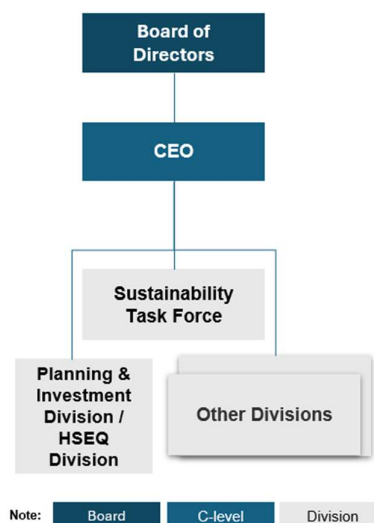 Board of
Directors
CEO
Sustainability
Task Force
Planning &
Investment
Division /
HSEQ
Division
Other Divisions
Note: Board C-level Division